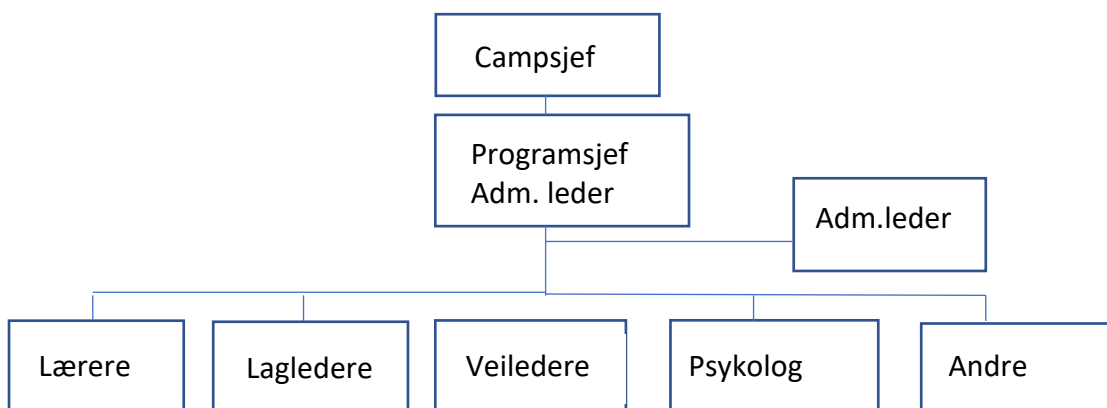 Campsjef
Programsjef
Adm. leder
Adm.leder
Lærere
Lagledere
Veiledere
Psykolog
Andre